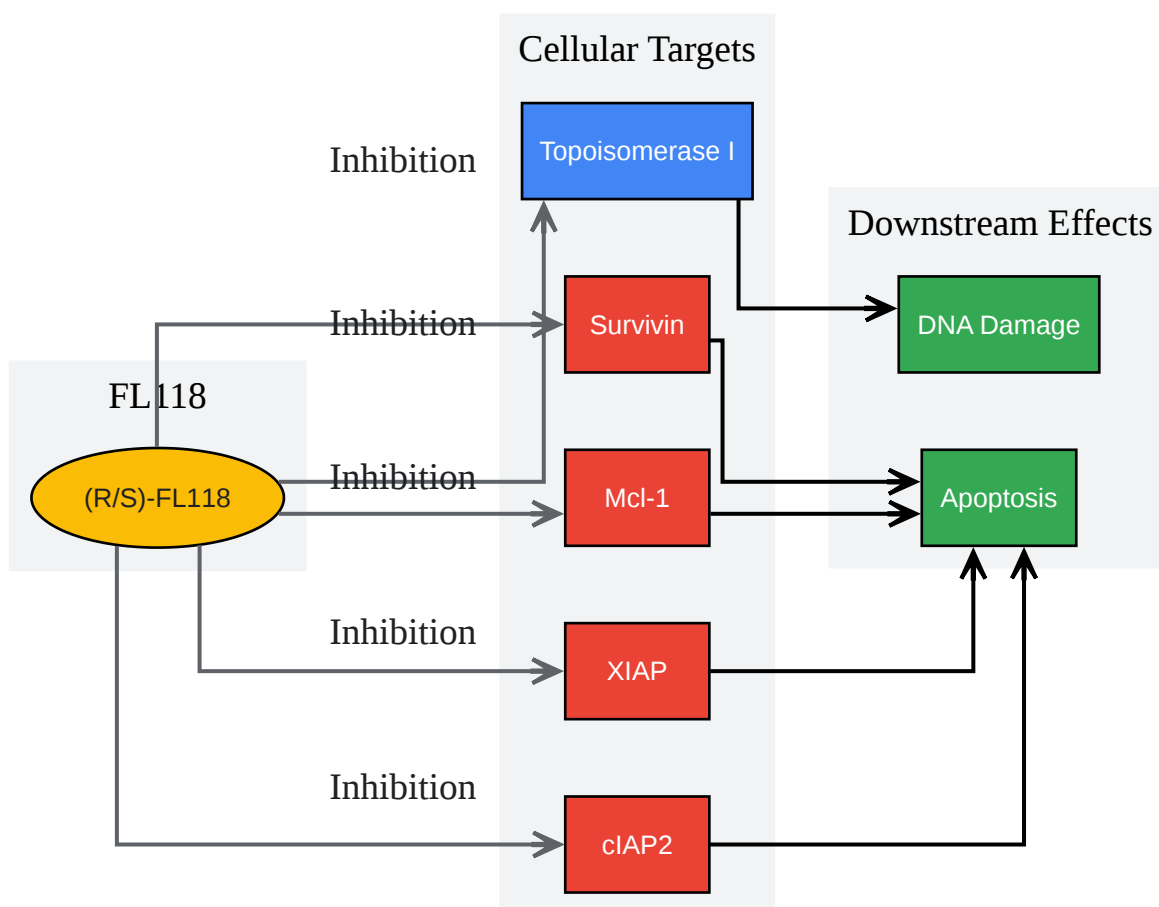 Cellular Targets
Inhibition
Topoisomerase I
Downstream Effects
Inhibition
Survivin
DNA Damage
FL118
Inhibition
(R/S)-FL118
Mcl-1
Apoptosis
Inhibition
XIAP
Inhibition
cIAP2